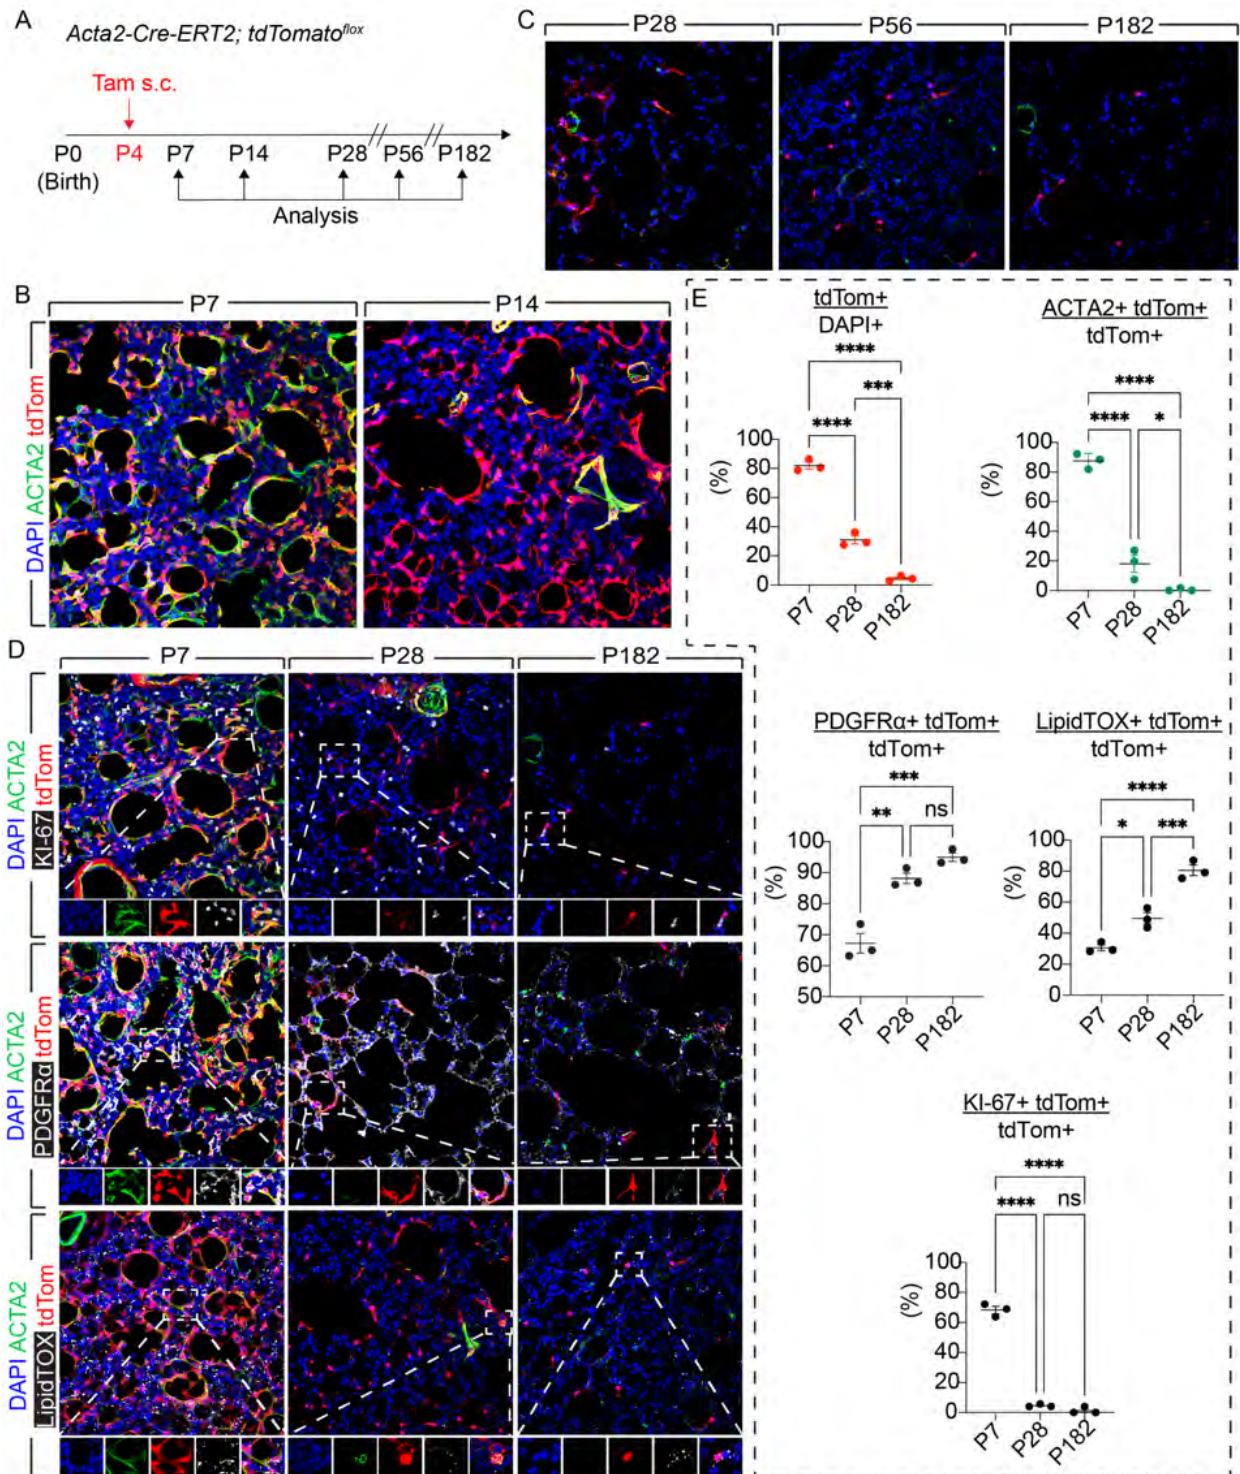 A
Acta2-Cre-ERT2; tdTomatoflox
Tam s.c.
P0 P4 P7 P14 P28 P56 P182
(Birth)
Analysis
C
P28 P56 P182
B
P7 P14
DAPI ACTA2 tdTom
D
P7 P28 P182
DAPI ACTA2
KI-67 tdTom
DAPI ACTA2
PDGFRα tdTom
DAPI ACTA2
LipidTOX tdTom
E
tdTom+
DAPI+
****
***
****
(%)
100
80
60
40
20
0
P7 P28 P182
ACTA2+ tdTom+
tdTom+
****
**** *
(%)
100
80
60
40
20
0
P7 P28 P182
PDGFRα+ tdTom+
tdTom+
***
** ns
(%)
100
90
80
70
60
50
P7 P28 P182
LipidTOX+ tdTom+
tdTom+
****
* ***
(%)
100
80
60
40
20
0
P7 P28 P182
KI-67+ tdTom+
tdTom+
****
**** ns
(%)
100
80
60
40
20
0
P7 P28 P182